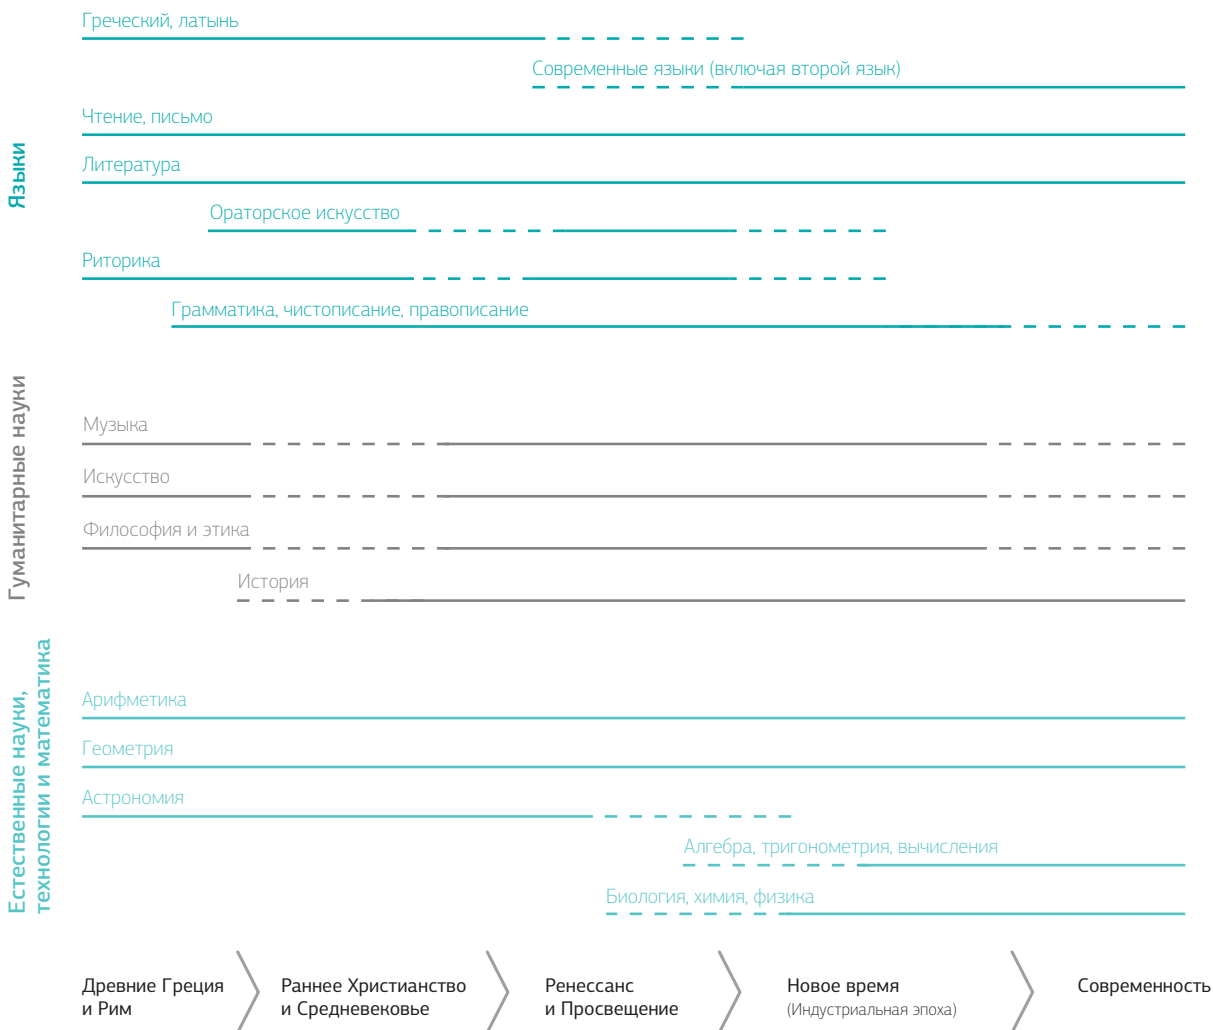 Языки
Греческий, латынь
Современные языки (включая второй язык)
Чтение, письмо
Литература
Ораторское искусство
Риторика
Грамматика, чистописание, правописание
Гуманитарные науки
Музыка
Искусство
Философия и этика
История
Естественные науки,
технологии и математика
Арифметика
Геометрия
Астрономия
Алгебра, тригонометрия, вычисления
Биология, химия, физика
Древние Греция
и Рим
Раннее Христианство
и Средневековье
Ренессанс
и Просвещение
Новое время
(Индустриальная эпоха)
Современность